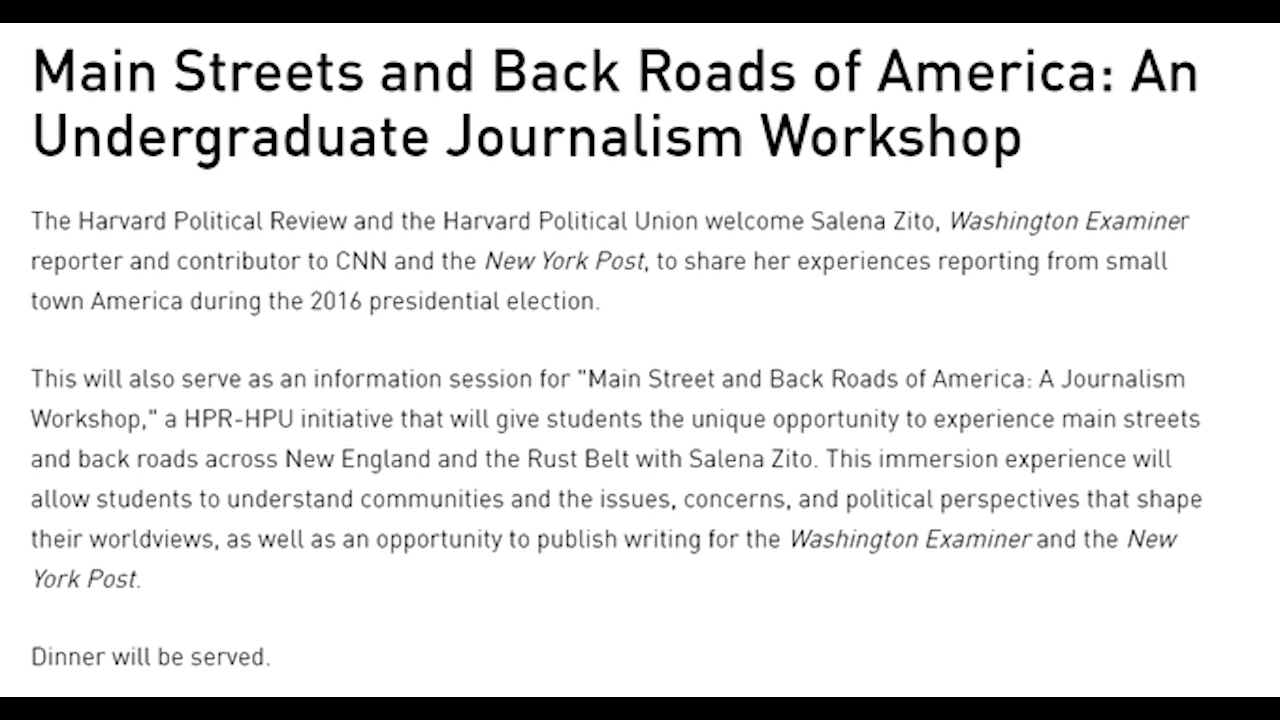 Main Streets and Back Roads of America: An
Undergraduate Journalism Workshop
The Harvard Political Review and the Harvard Political Union welcome Salena Zito, Washington Examiner
reporter and contributor to CNN and the New York Post, to share her experiences reporting from small
town America during the 2016 presidential election.
This will also serve as an information session for "Main Street and Back Roads of America: A Journalism
Workshop," a HPR-HPU initiative that will give students the unique opportunity to experience main streets
and back roads across New England and the Rust Belt with Salena Zito. This immersion experience will
allow students to understand communities and the issues, concerns, and political perspectives that shape
their worldviews, as well as an opportunity to publish writing for the Washington Examiner and the New
York Post.
Dinner will be served.